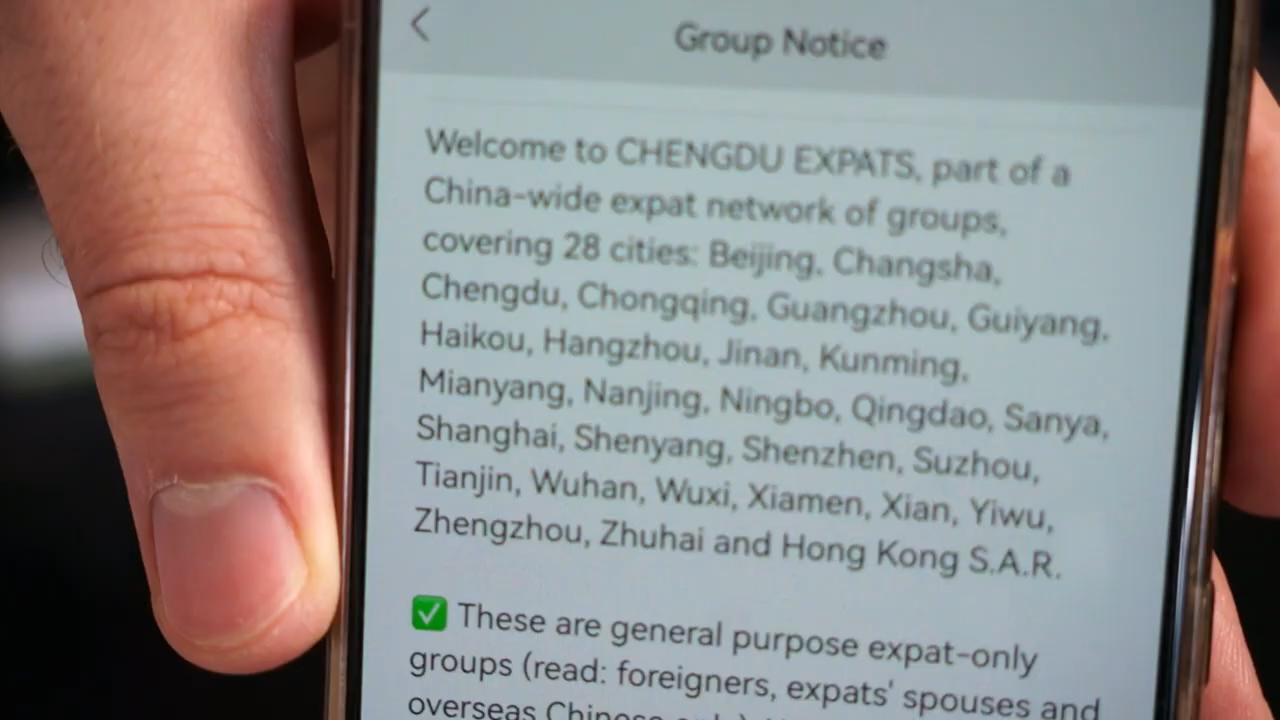 Group Notice
Welcome to CHENGDU EXPATS, part of a
China-wide expat network of groups,
covering 28 cities: Beijing, Changsha,
Chengdu, Chongqing, Guangzhou, Guiyang,
Haikou, Hangzhou, Jinan, Kunming,
Mianyang, Nanjing, Ningbo, Qingdao, Sanya,
Shanghai, Shenyang, Shenzhen, Suzhou,
Tianjin, Wuhan, Wuxi, Xiamen, Xian, Yiwu,
Zhengzhou, Zhuhai and Hong Kong S.A.R.
✅ These are general purpose expat-only
groups (read: foreigners, expats' spouses and
overseas Chinese only)